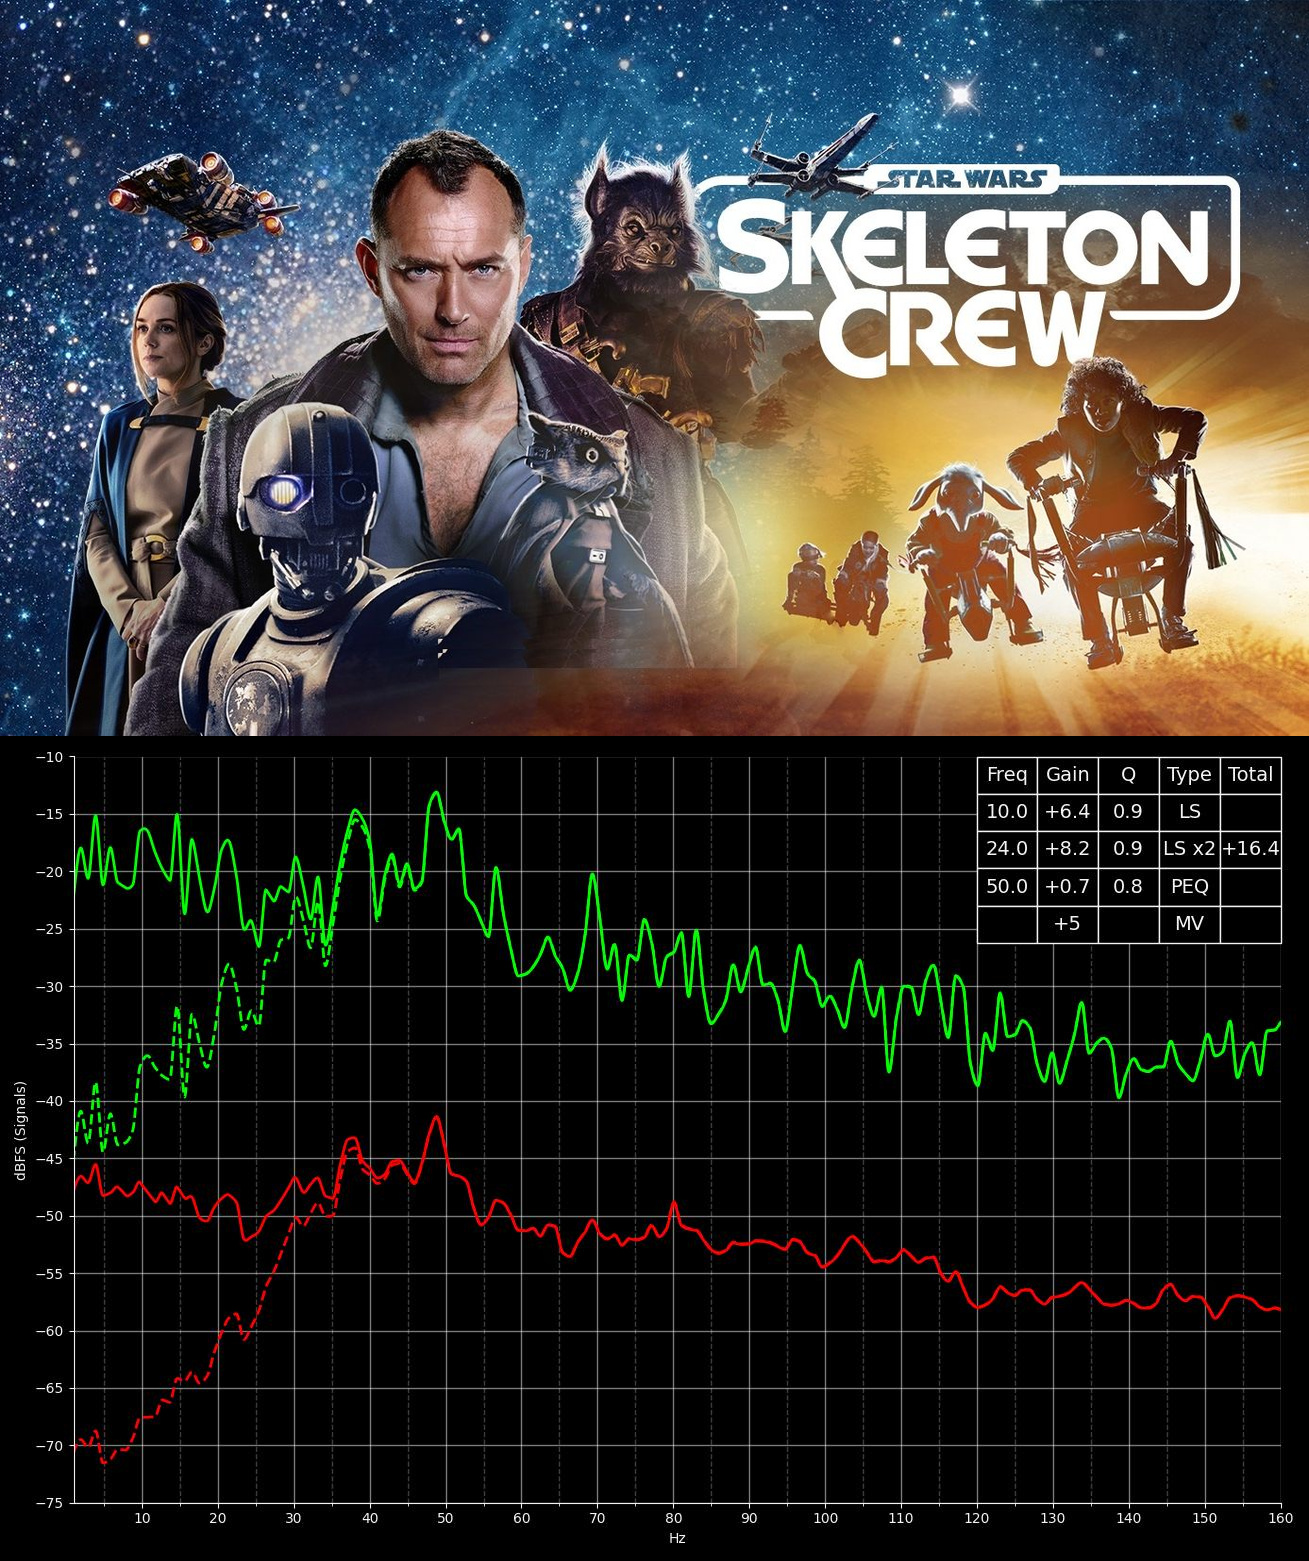 STAR WARS
SKELETON
CREW
Freq Gain Q Type Total
10.0 +6.4 0.9 LS
24.0 +8.2 0.9 LS x2 +16.4
50.0 +0.7 0.8 PEQ
+5 MV
−10
−15
−20
−25
−30
−35
−40
−45
−50
−55
−60
−65
−70
−75
dBFS (Signals)
10 20 30 40 50 60 70 80 90 100 110 120 130 140 150 160
Hz